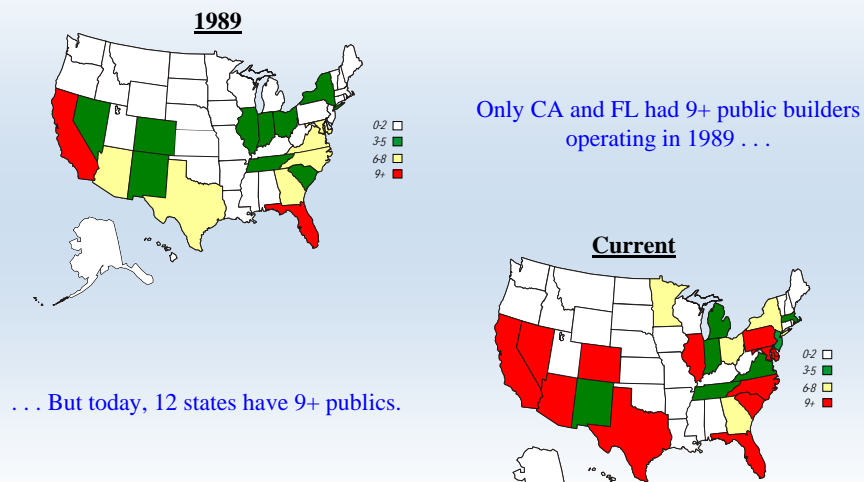 1989
Only CA and FL had 9+ public builders
operating in 1989 . . .
0-2
3-5
6-8
9+
Current
0-2
3-5
6-8
9+
. . . But today, 12 states have 9+ publics.